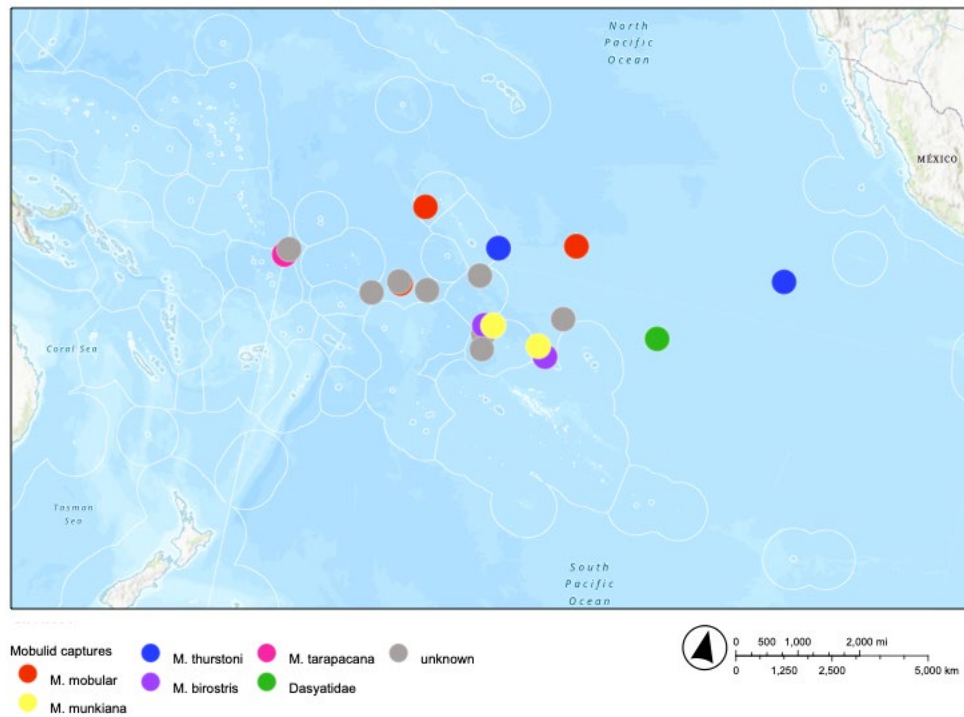 North
Pacific
Ocean
MÉXICO
Coral Sea
Tasman
Sea
South
Pacific
Ocean
Mobulid captures
M. mobular
M. munkiana
M. thurstoni
M. birostris
M. tarapacana
Dasyatidae
unknown
0 500 1,000 2,000 mi
0 1,250 2,500 5,000 km